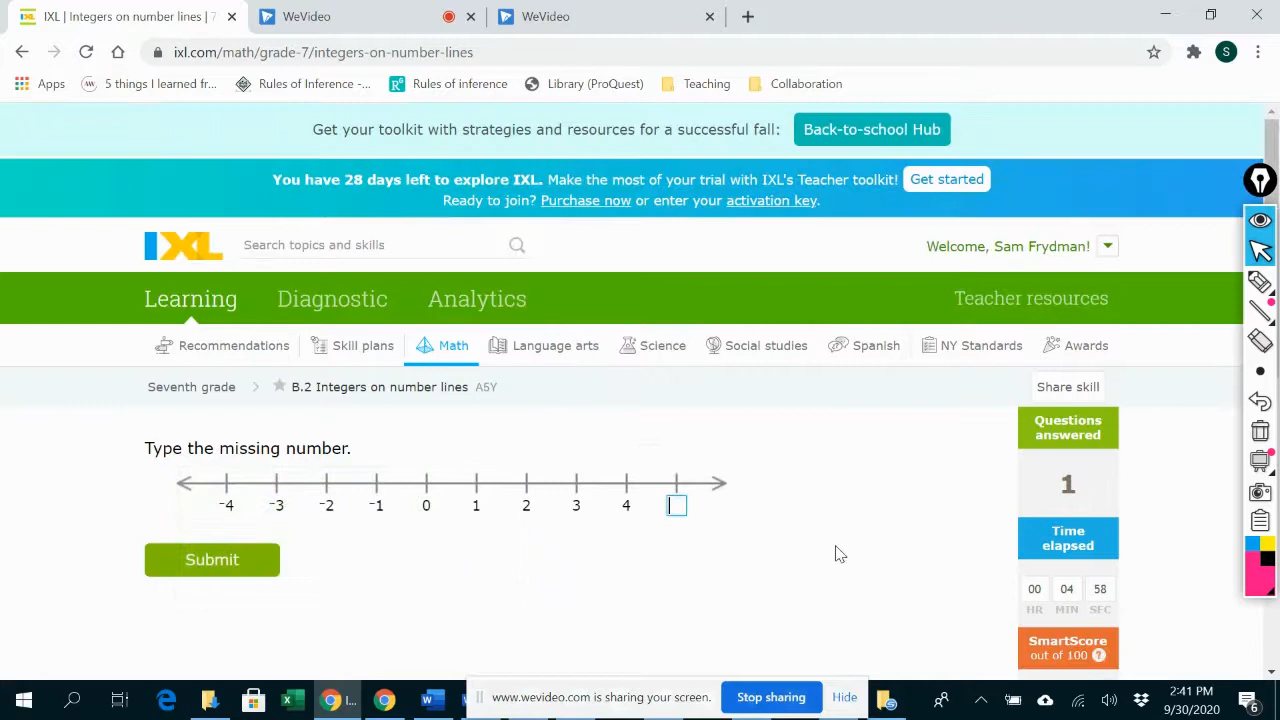 IXL | Integers on number lines | 7
WeVideo
WeVideo
ixl.com/math/grade-7/integers-on-number-lines
S
Apps
5 things I learned fr...
Rules of Inference -...
Rules of inference
Library (ProQuest)
Teaching
Collaboration
Get your toolkit with strategies and resources for a successful fall: Back-to-school Hub
You have 28 days left to explore IXL. Make the most of your trial with IXL's Teacher toolkit! Get started
Ready to join? Purchase now or enter your activation key.
IXL
Search topics and skills
Welcome, Sam Frydman!
Learning Diagnostic Analytics Teacher resources
Recommendations Skill plans Math Language arts Science Social studies Spanish NY Standards Awards
Seventh grade > B.2 Integers on number lines A5Y
Share skill
Questions
answered
1
Type the missing number.
-4 -3 -2 -1 0 1 2 3 4
Submit
Time
elapsed
00 04 58
HR MIN SEC
SmartScore
out of 100 ?
www.wevideo.com is sharing your screen. Stop sharing Hide
I...
2:41 PM
9/30/2020
6